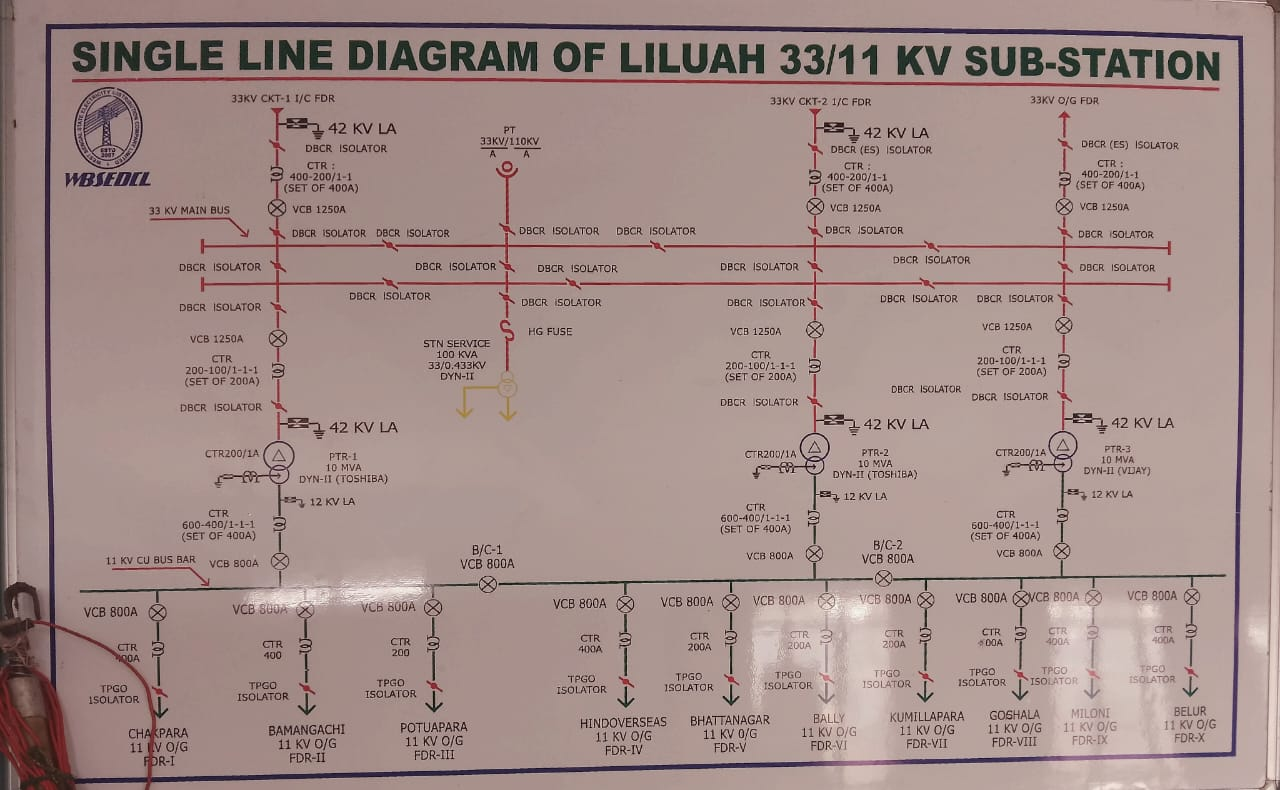 SINGLE LINE DIAGRAM OF LILUAH 33/11 KV SUB-STATION
WEST BENGAL STATE ELECTRICITY DISTRIBUTION COMPANY LIMITED
ESTD
2007
WBSEDCL
33KV CKT-1 I/C FDR
42 KV LA
DBCR ISOLATOR
CTR :
400-200/1-1
(SET OF 400A)
VCB 1250A
33 KV MAIN BUS
PT
33KV/110KV
A A
33KV CKT-2 I/C FDR
42 KV LA
DBCR (ES) ISOLATOR
CTR :
400-200/1-1
(SET OF 400A)
VCB 1250A
33KV O/G FDR
DBCR (ES) ISOLATOR
CTR :
400-200/1-1
(SET OF 400A)
VCB 1250A
DBCR ISOLATOR DBCR ISOLATOR DBCR ISOLATOR DBCR ISOLATOR DBCR ISOLATOR
DBCR ISOLATOR
DBCR ISOLATOR DBCR ISOLATOR DBCR ISOLATOR DBCR ISOLATOR DBCR ISOLATOR
DBCR ISOLATOR DBCR ISOLATOR DBCR ISOLATOR
DBCR ISOLATOR DBCR ISOLATOR DBCR ISOLATOR
VCB 1250A
CTR
200-100/1-1-1
(SET OF 200A)
DBCR ISOLATOR
42 KV LA
CTR200/1A
PTR-1
10 MVA
DYN-II (TOSHIBA)
12 KV LA
CTR
600-400/1-1-1
(SET OF 400A)
VCB 800A
11 KV CU BUS BAR
HG FUSE
STN SERVICE
100 KVA
33/0.433KV
DYN-II
VCB 1250A
CTR
200-100/1-1-1
(SET OF 200A)
DBCR ISOLATOR
42 KV LA
CTR200/1A
PTR-2
10 MVA
DYN-II (TOSHIBA)
12 KV LA
CTR
600-400/1-1-1
(SET OF 400A)
VCB 800A
VCB 1250A
CTR
200-100/1-1-1
(SET OF 200A)
DBCR ISOLATOR
DBCR ISOLATOR
42 KV LA
CTR200/1A
PTR-3
10 MVA
DYN-II (VIJAY)
12 KV LA
CTR
600-400/1-1-1
(SET OF 400A)
VCB 800A
B/C-1
VCB 800A
B/C-2
VCB 800A
VCB 800A
CTR
400A
TPGO
ISOLATOR
CHAKPARA
11 KV O/G
FDR-I
VCB 800A
CTR
400
TPGO
ISOLATOR
BAMANGACHI
11 KV O/G
FDR-II
VCB 800A
CTR
200
TPGO
ISOLATOR
POTUAPARA
11 KV O/G
FDR-III
VCB 800A
CTR
400A
TPGO
ISOLATOR
HINDOVERSEAS
11 KV O/G
FDR-IV
VCB 800A
CTR
200A
TPGO
ISOLATOR
BHATTANAGAR
11 KV O/G
FDR-V
VCB 800A
CTR
200A
TPGO
ISOLATOR
BALLY
11 KV O/G
FDR-VI
VCB 800A
CTR
200A
TPGO
ISOLATOR
KUMILLAPARA
11 KV O/G
FDR-VII
VCB 800A
CTR
400A
TPGO
ISOLATOR
GOSHALA
11 KV O/G
FDR-VIII
VCB 800A
CTR
400A
TPGO
ISOLATOR
MILONI
11 KV O/G
FDR-IX
VCB 800A
CTR
400A
TPGO
ISOLATOR
BELUR
11 KV O/G
FDR-X